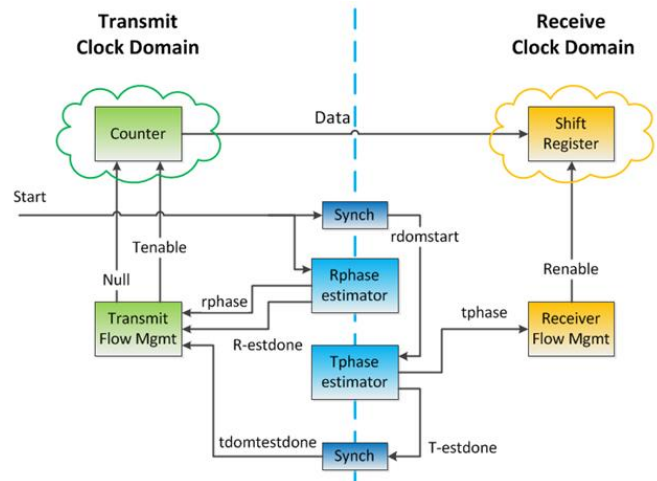 Transmit
Clock Domain
Receive
Clock Domain
Counter
Data
Shift
Register
Start
Synch
rdomstart
Tenable
Null
Renable
Rphase
estimator
rphase
tphase
Transmit
Flow Mgmt
Receiver
Flow Mgmt
R-estdone
Tphase
estimator
tdomtestdone
T-estdone
Synch